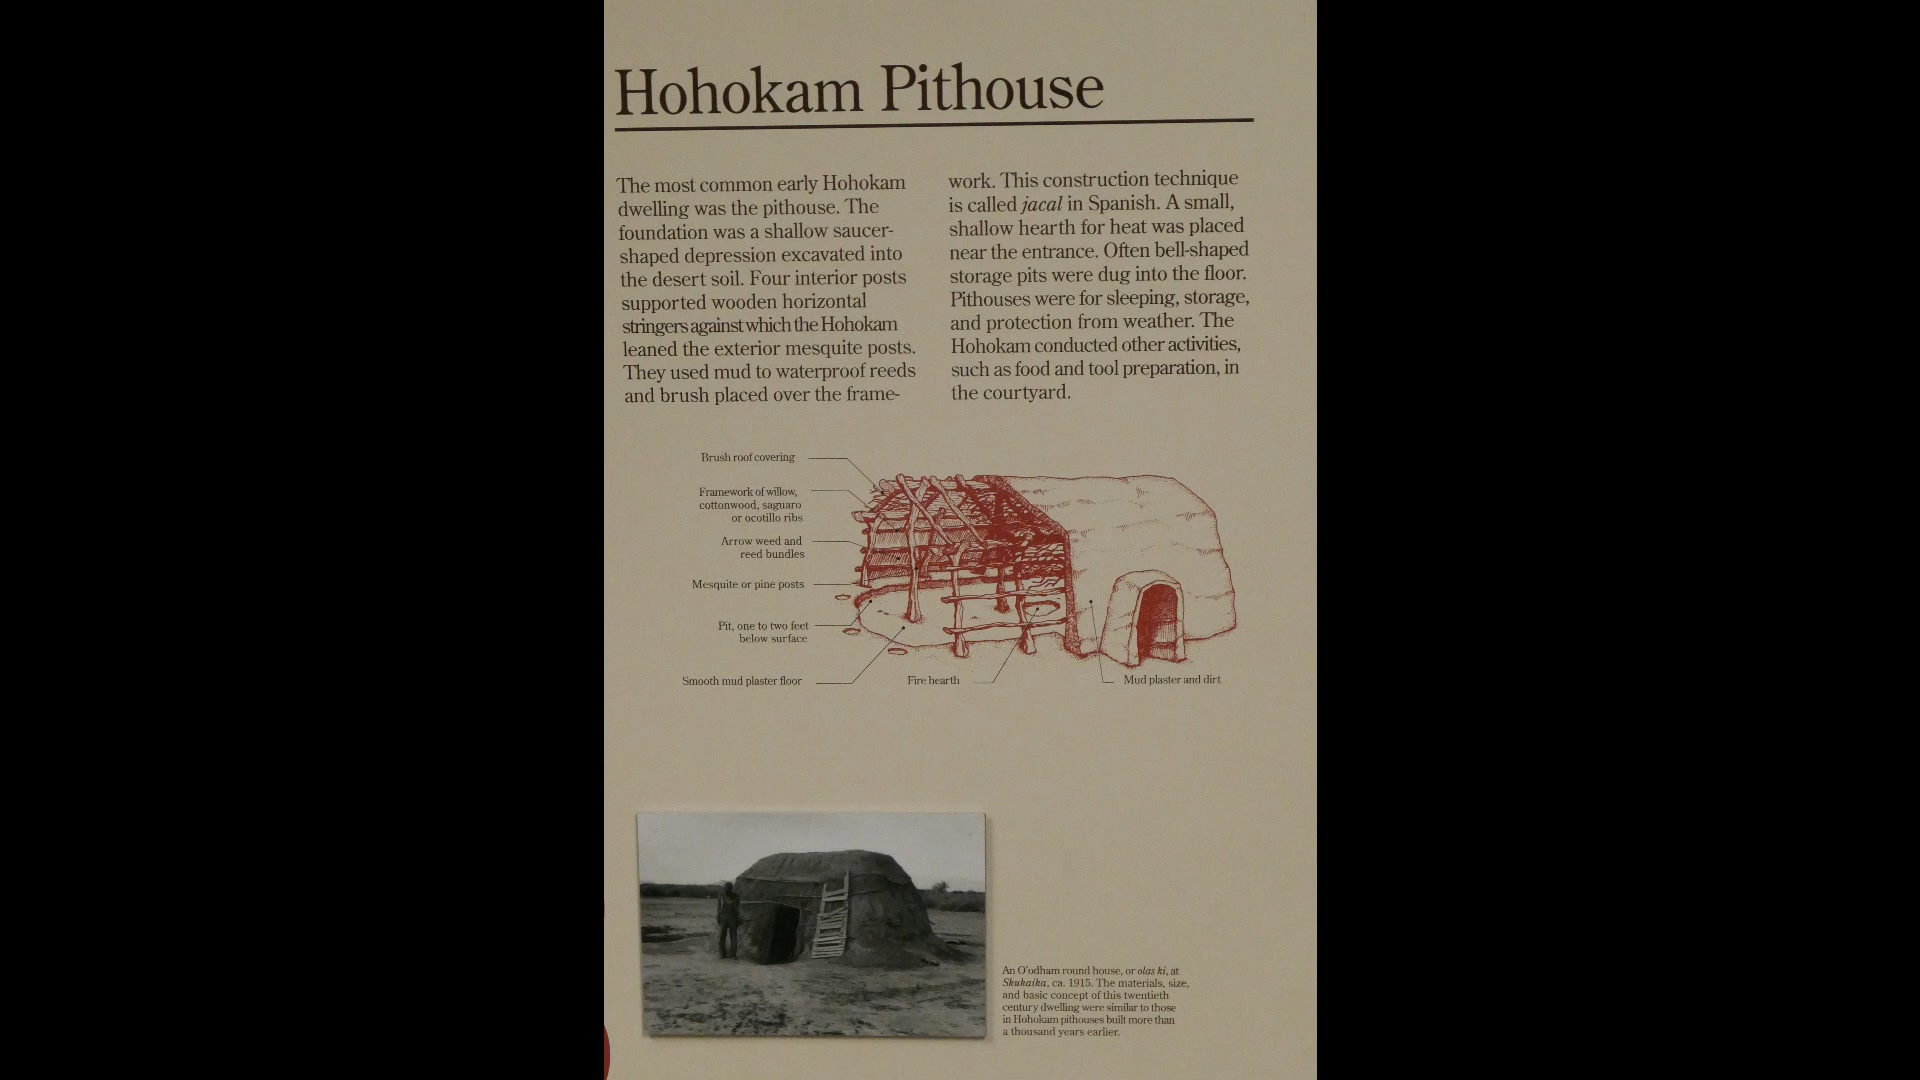 Hohokam Pithouse
The most common early Hohokam
dwelling was the pithouse. The
foundation was a shallow saucer-
shaped depression excavated into
the desert soil. Four interior posts
supported wooden horizontal
stringers against which the Hohokam
leaned the exterior mesquite posts.
They used mud to waterproof reeds
and brush placed over the frame-
work. This construction technique
is called jacal in Spanish. A small,
shallow hearth for heat was placed
near the entrance. Often bell-shaped
storage pits were dug into the floor.
Pithouses were for sleeping, storage,
and protection from weather. The
Hohokam conducted other activities,
such as food and tool preparation, in
the courtyard.
Brush roof covering
Framework of willow,
cottonwood, saguaro
or ocotillo ribs
Arrow weed and
reed bundles
Mesquite or pine posts
Pit, one to two feet
below surface
Smooth mud plaster floor
Fire hearth
Mud plaster and dirt
An O'odham round house, or olas ki, at
Skukaika, ca. 1915. The materials, size,
and basic concept of this twentieth
century dwelling were similar to those
in Hohokam pithouses built more than
a thousand years earlier.